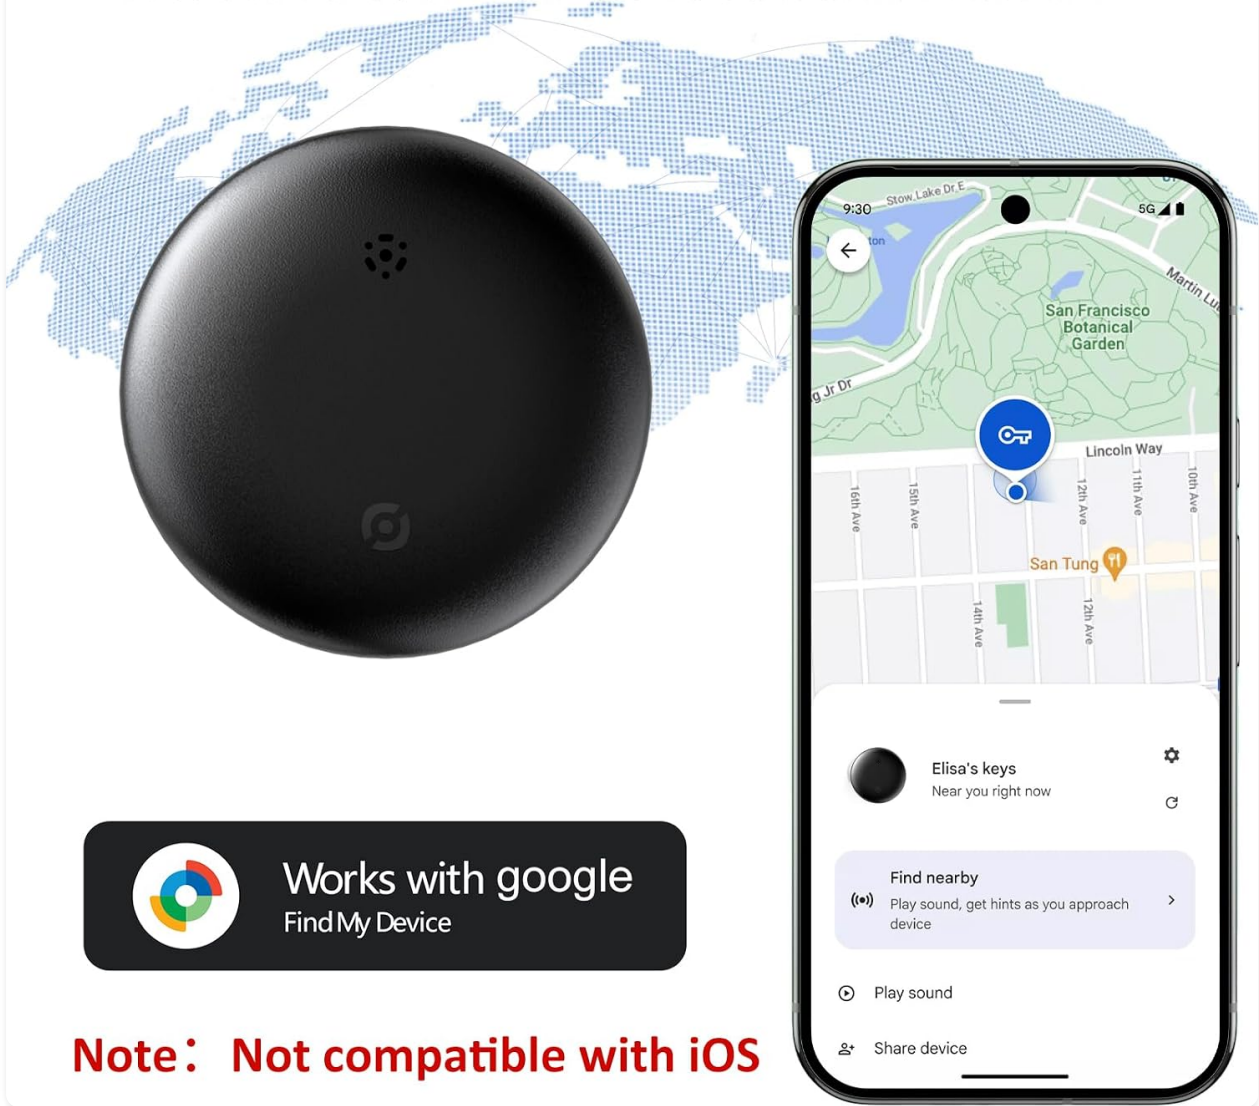 9:30
5G
Stow Lake Dr E
ton
Martin Lu
San Francisco
Botanical
Garden
g Jr Dr
Lincoln Way
16th Ave
15th Ave
12th Ave
11th Ave
10th Ave
San Tung
14th Ave
12th Ave
Elisa's keys
Near you right now
Find nearby
Play sound, get hints as you approach
device
Play sound
Share device
Works with google
Find My Device
Note: Not compatible with iOS